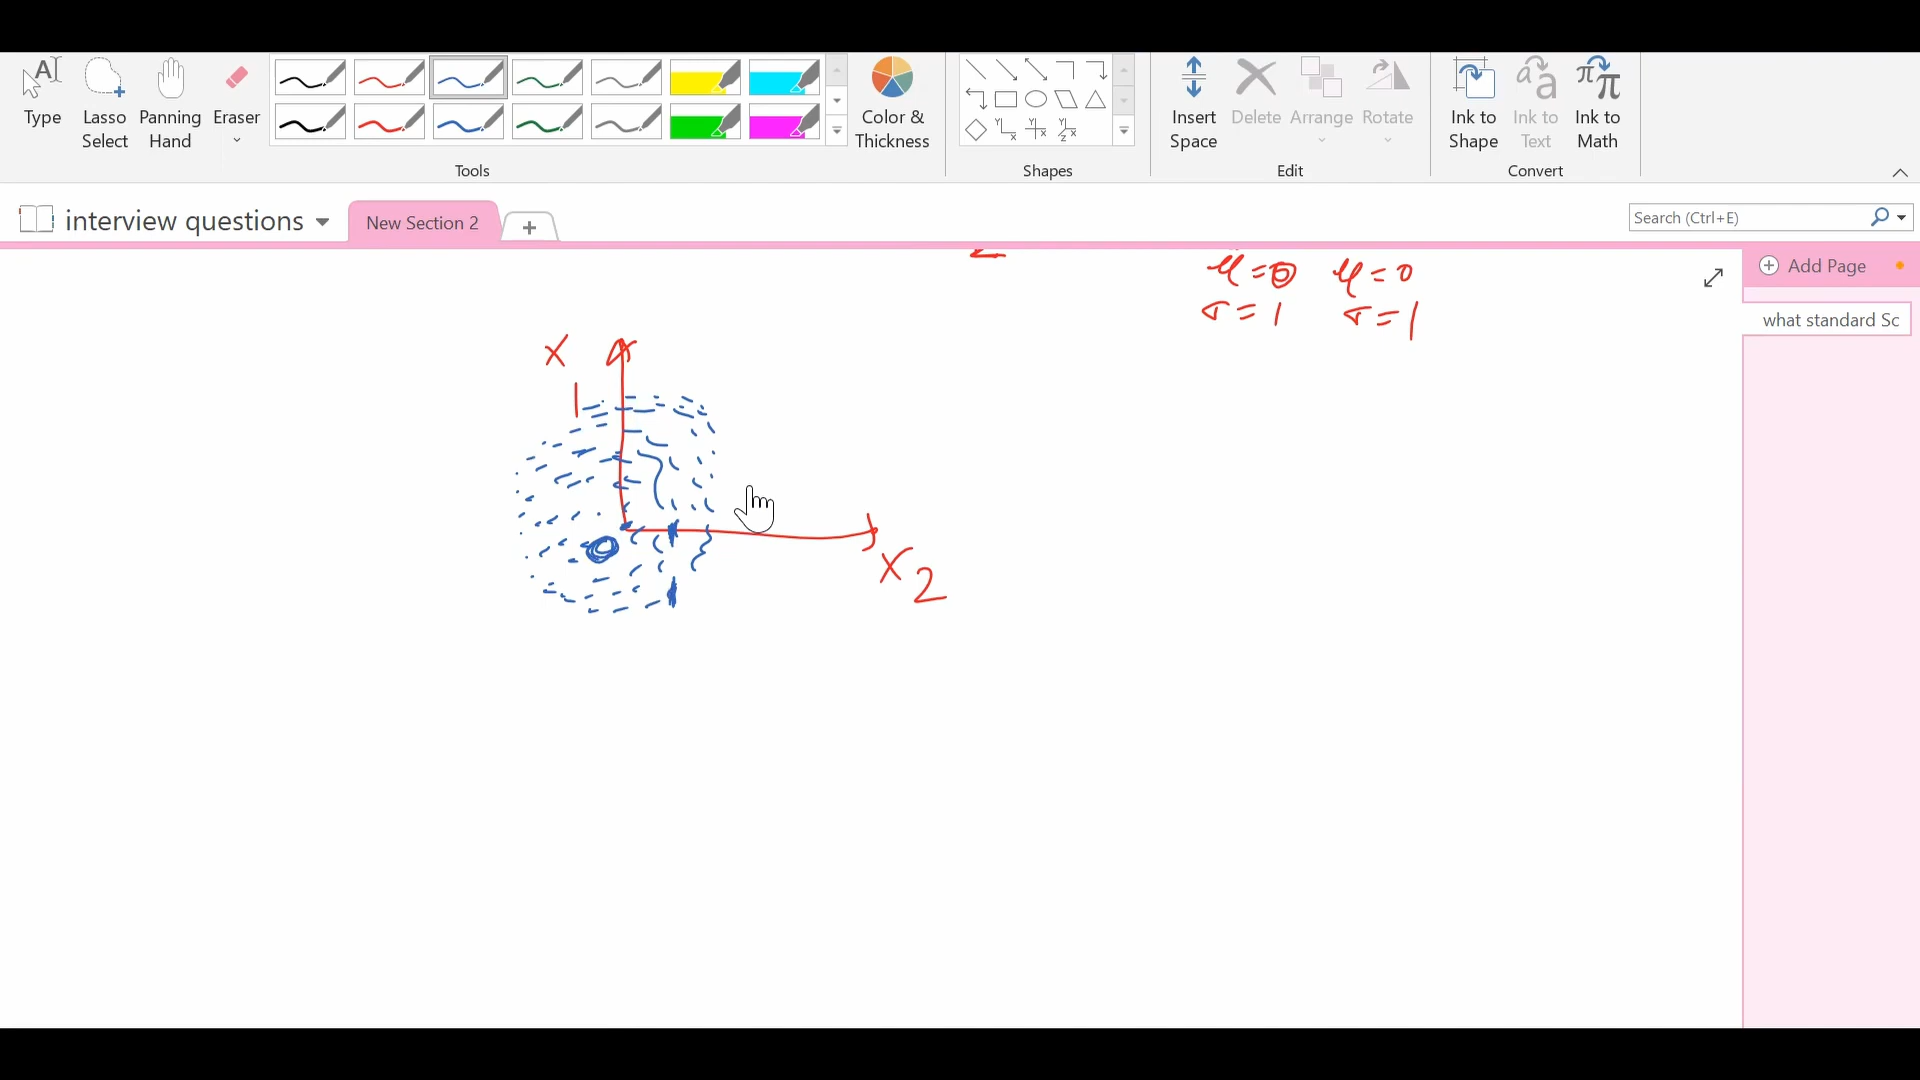 Type
Lasso Select
Panning Hand
Eraser
Color & Thickness
Insert Space
Delete
Arrange
Rotate
Ink to Shape
Ink to Text
Ink to Math
Tools
Shapes
Edit
Convert
interview questions
New Section 2
+
Search (Ctrl+E)
Add Page
what standard Sc
μ=0 μ=0
σ=1 σ=1
X 1
X 2